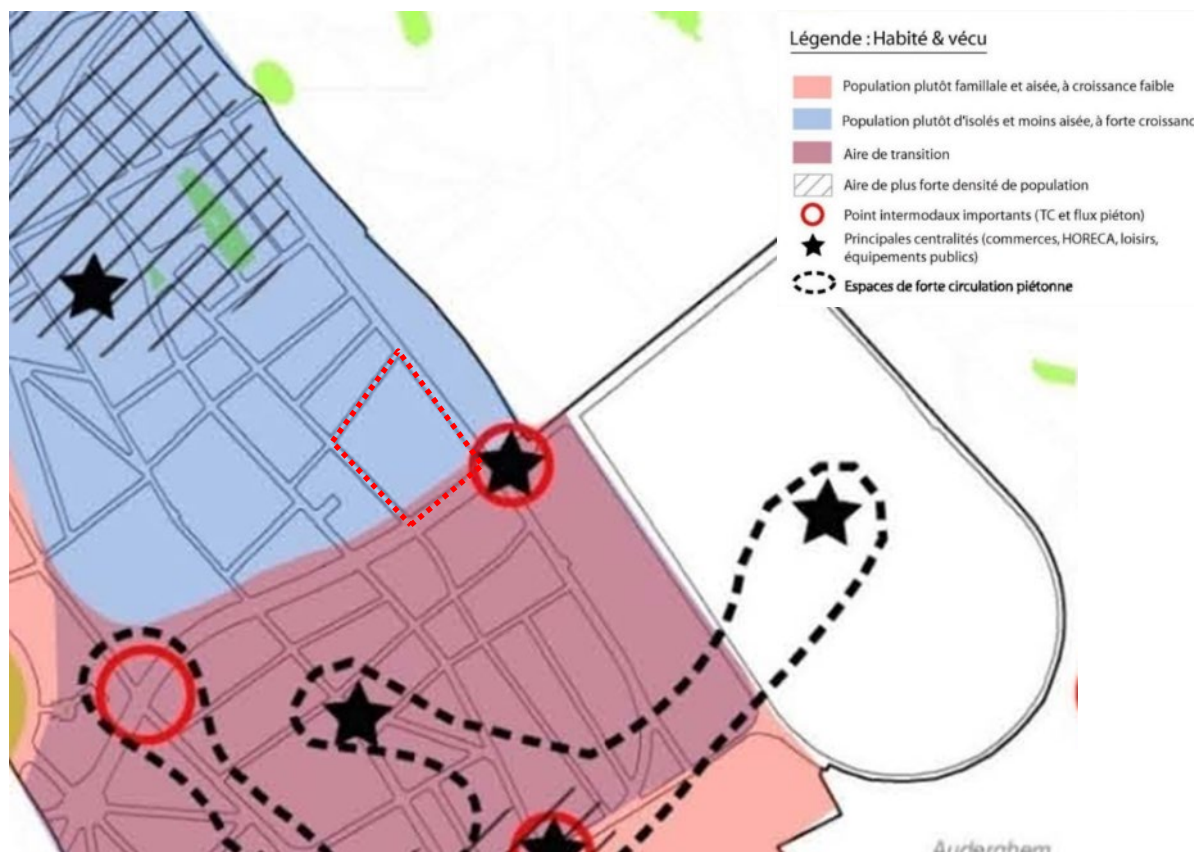 Légende : Habité & vécu
Population plutôt famillale et aisée, à croissance faible
Population plutôt d'isolés et moins aisée, à forte croissance
Aire de transition
Aire de plus forte densité de population
Point intermodaux importants (TC et flux piéton)
Principales centralités (commerces, HORECA, loisirs,
équipements publics)
Espaces de forte circulation piétonne
Auderghem